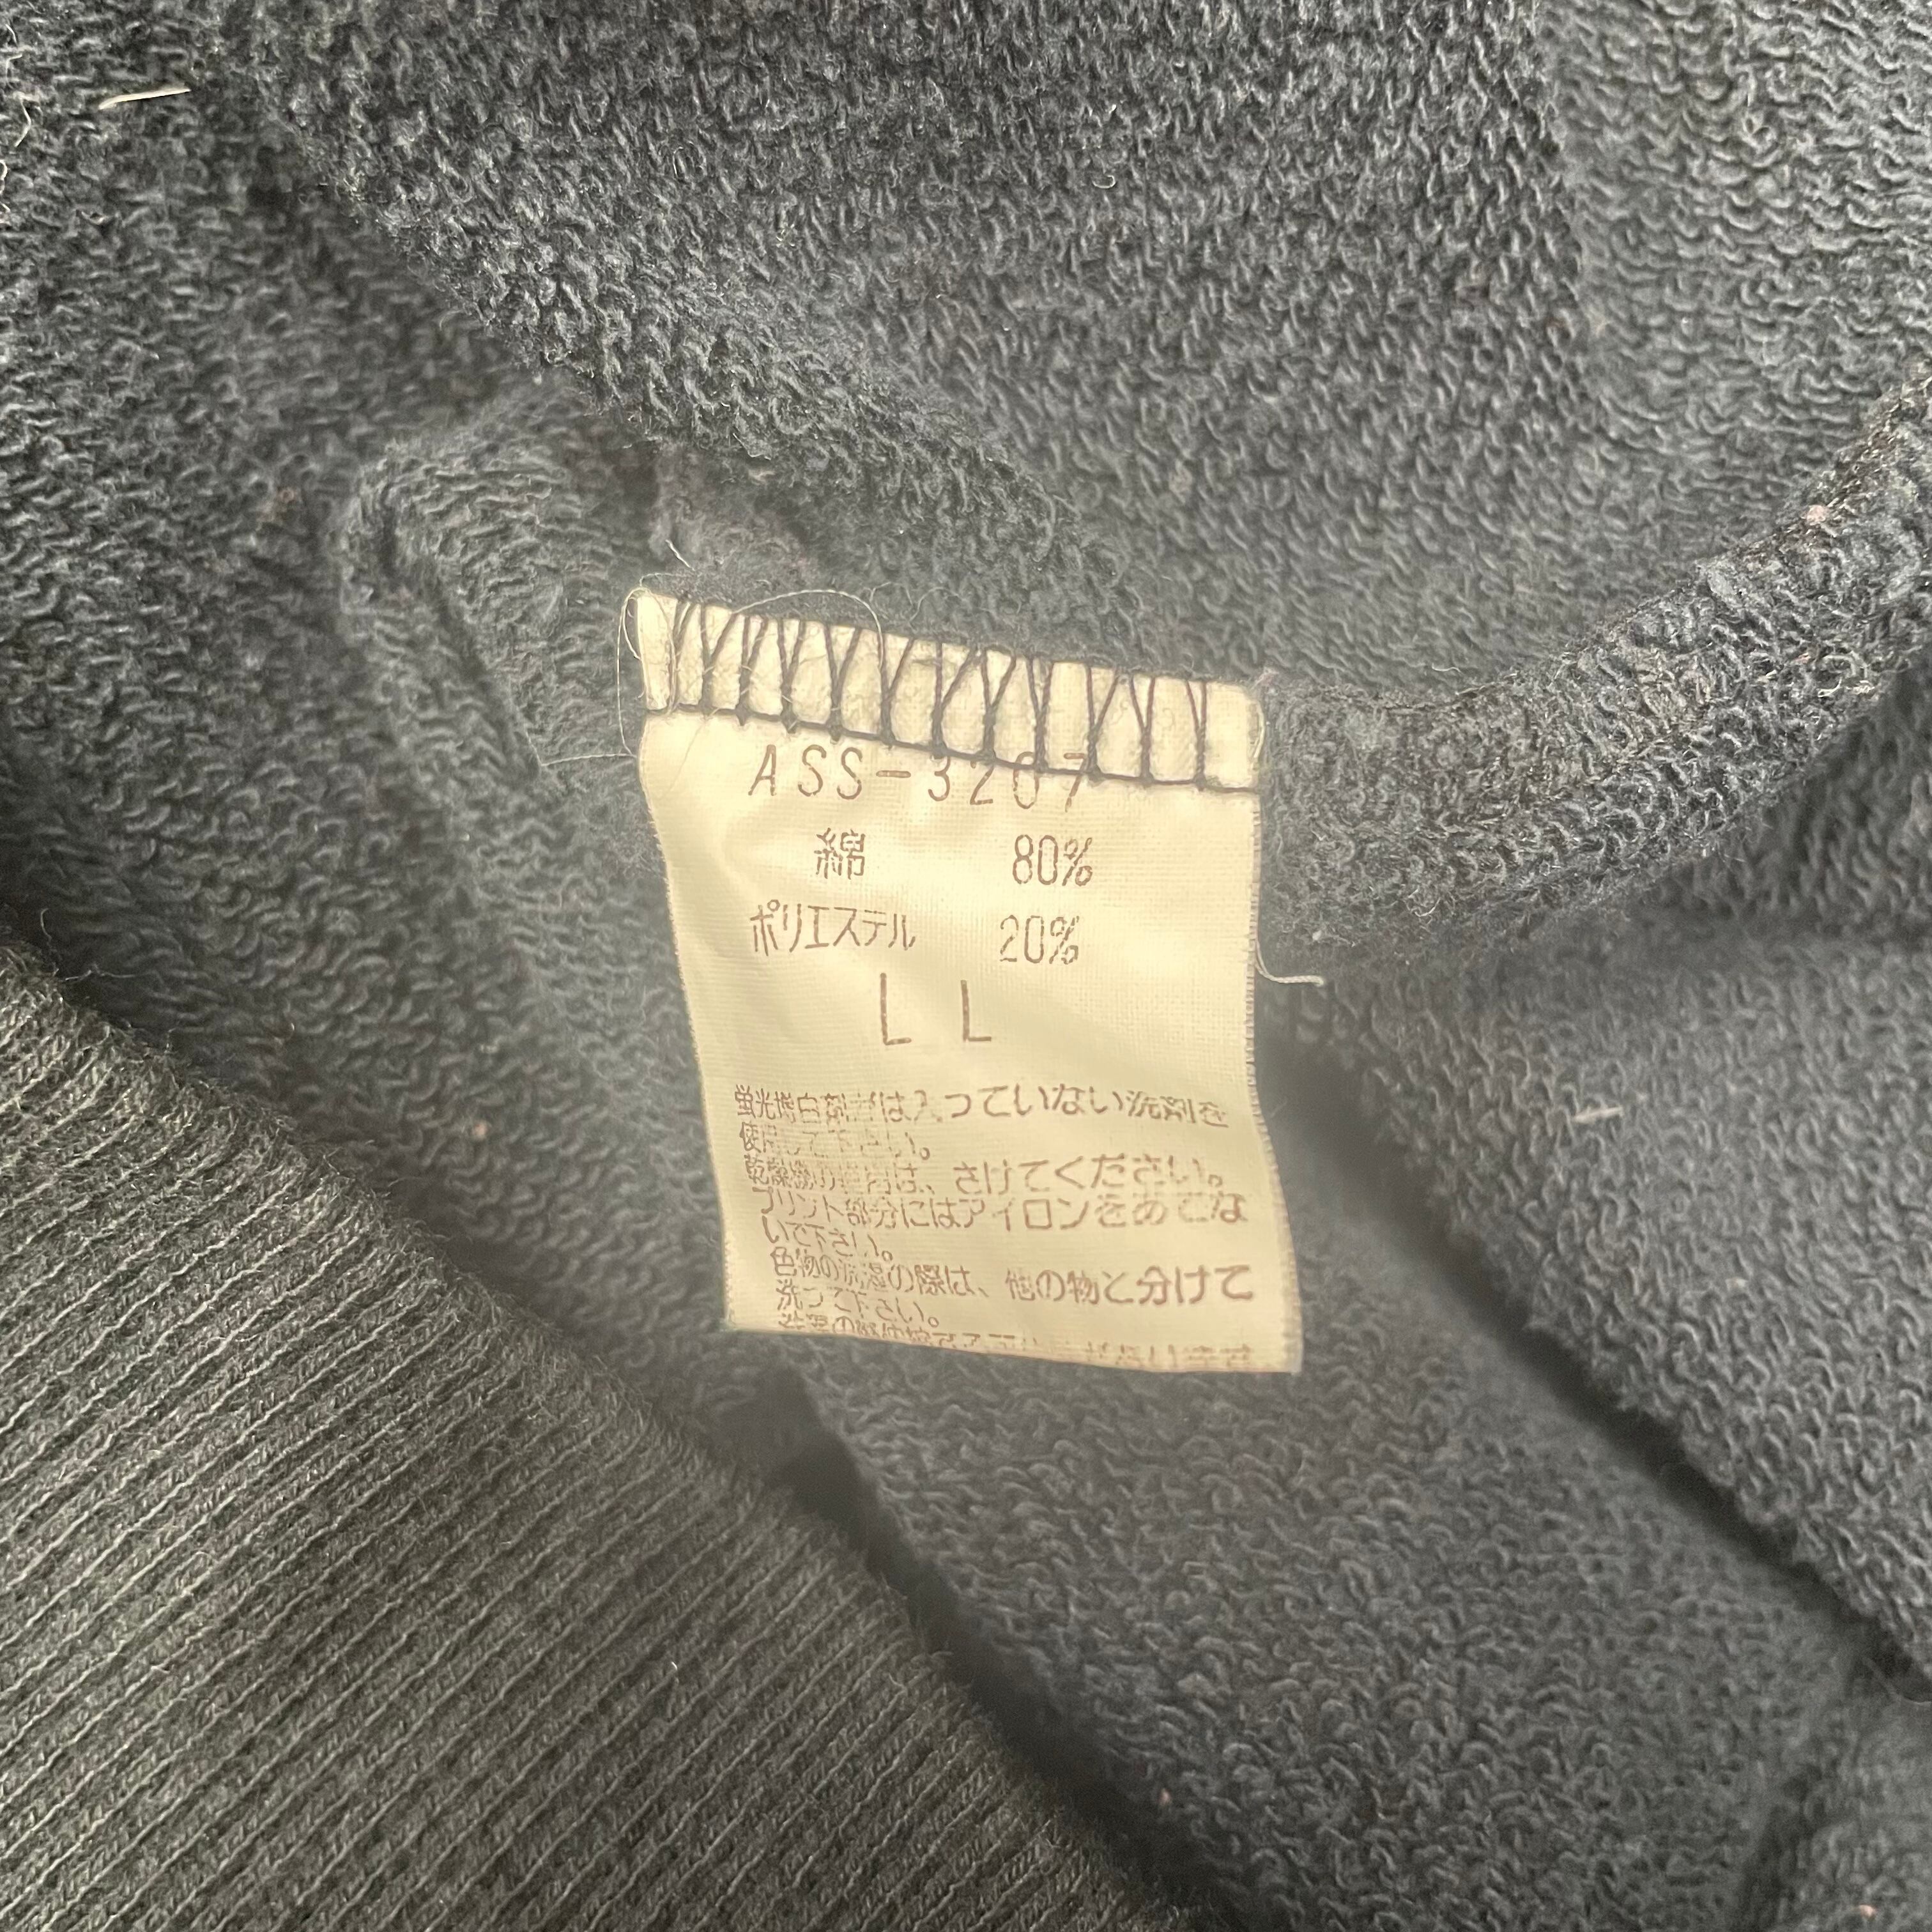 ASS-3207
綿 80%
ポリエステル 20%
LL
蛍光増白剤 は入っていない洗剤を
使用して下さい。
乾燥機の使用は、さけてください。
プリント部分にはアイロンをあてな
いで下さい。
色物の洗濯の際は、他の物と分けて
洗って下さい。